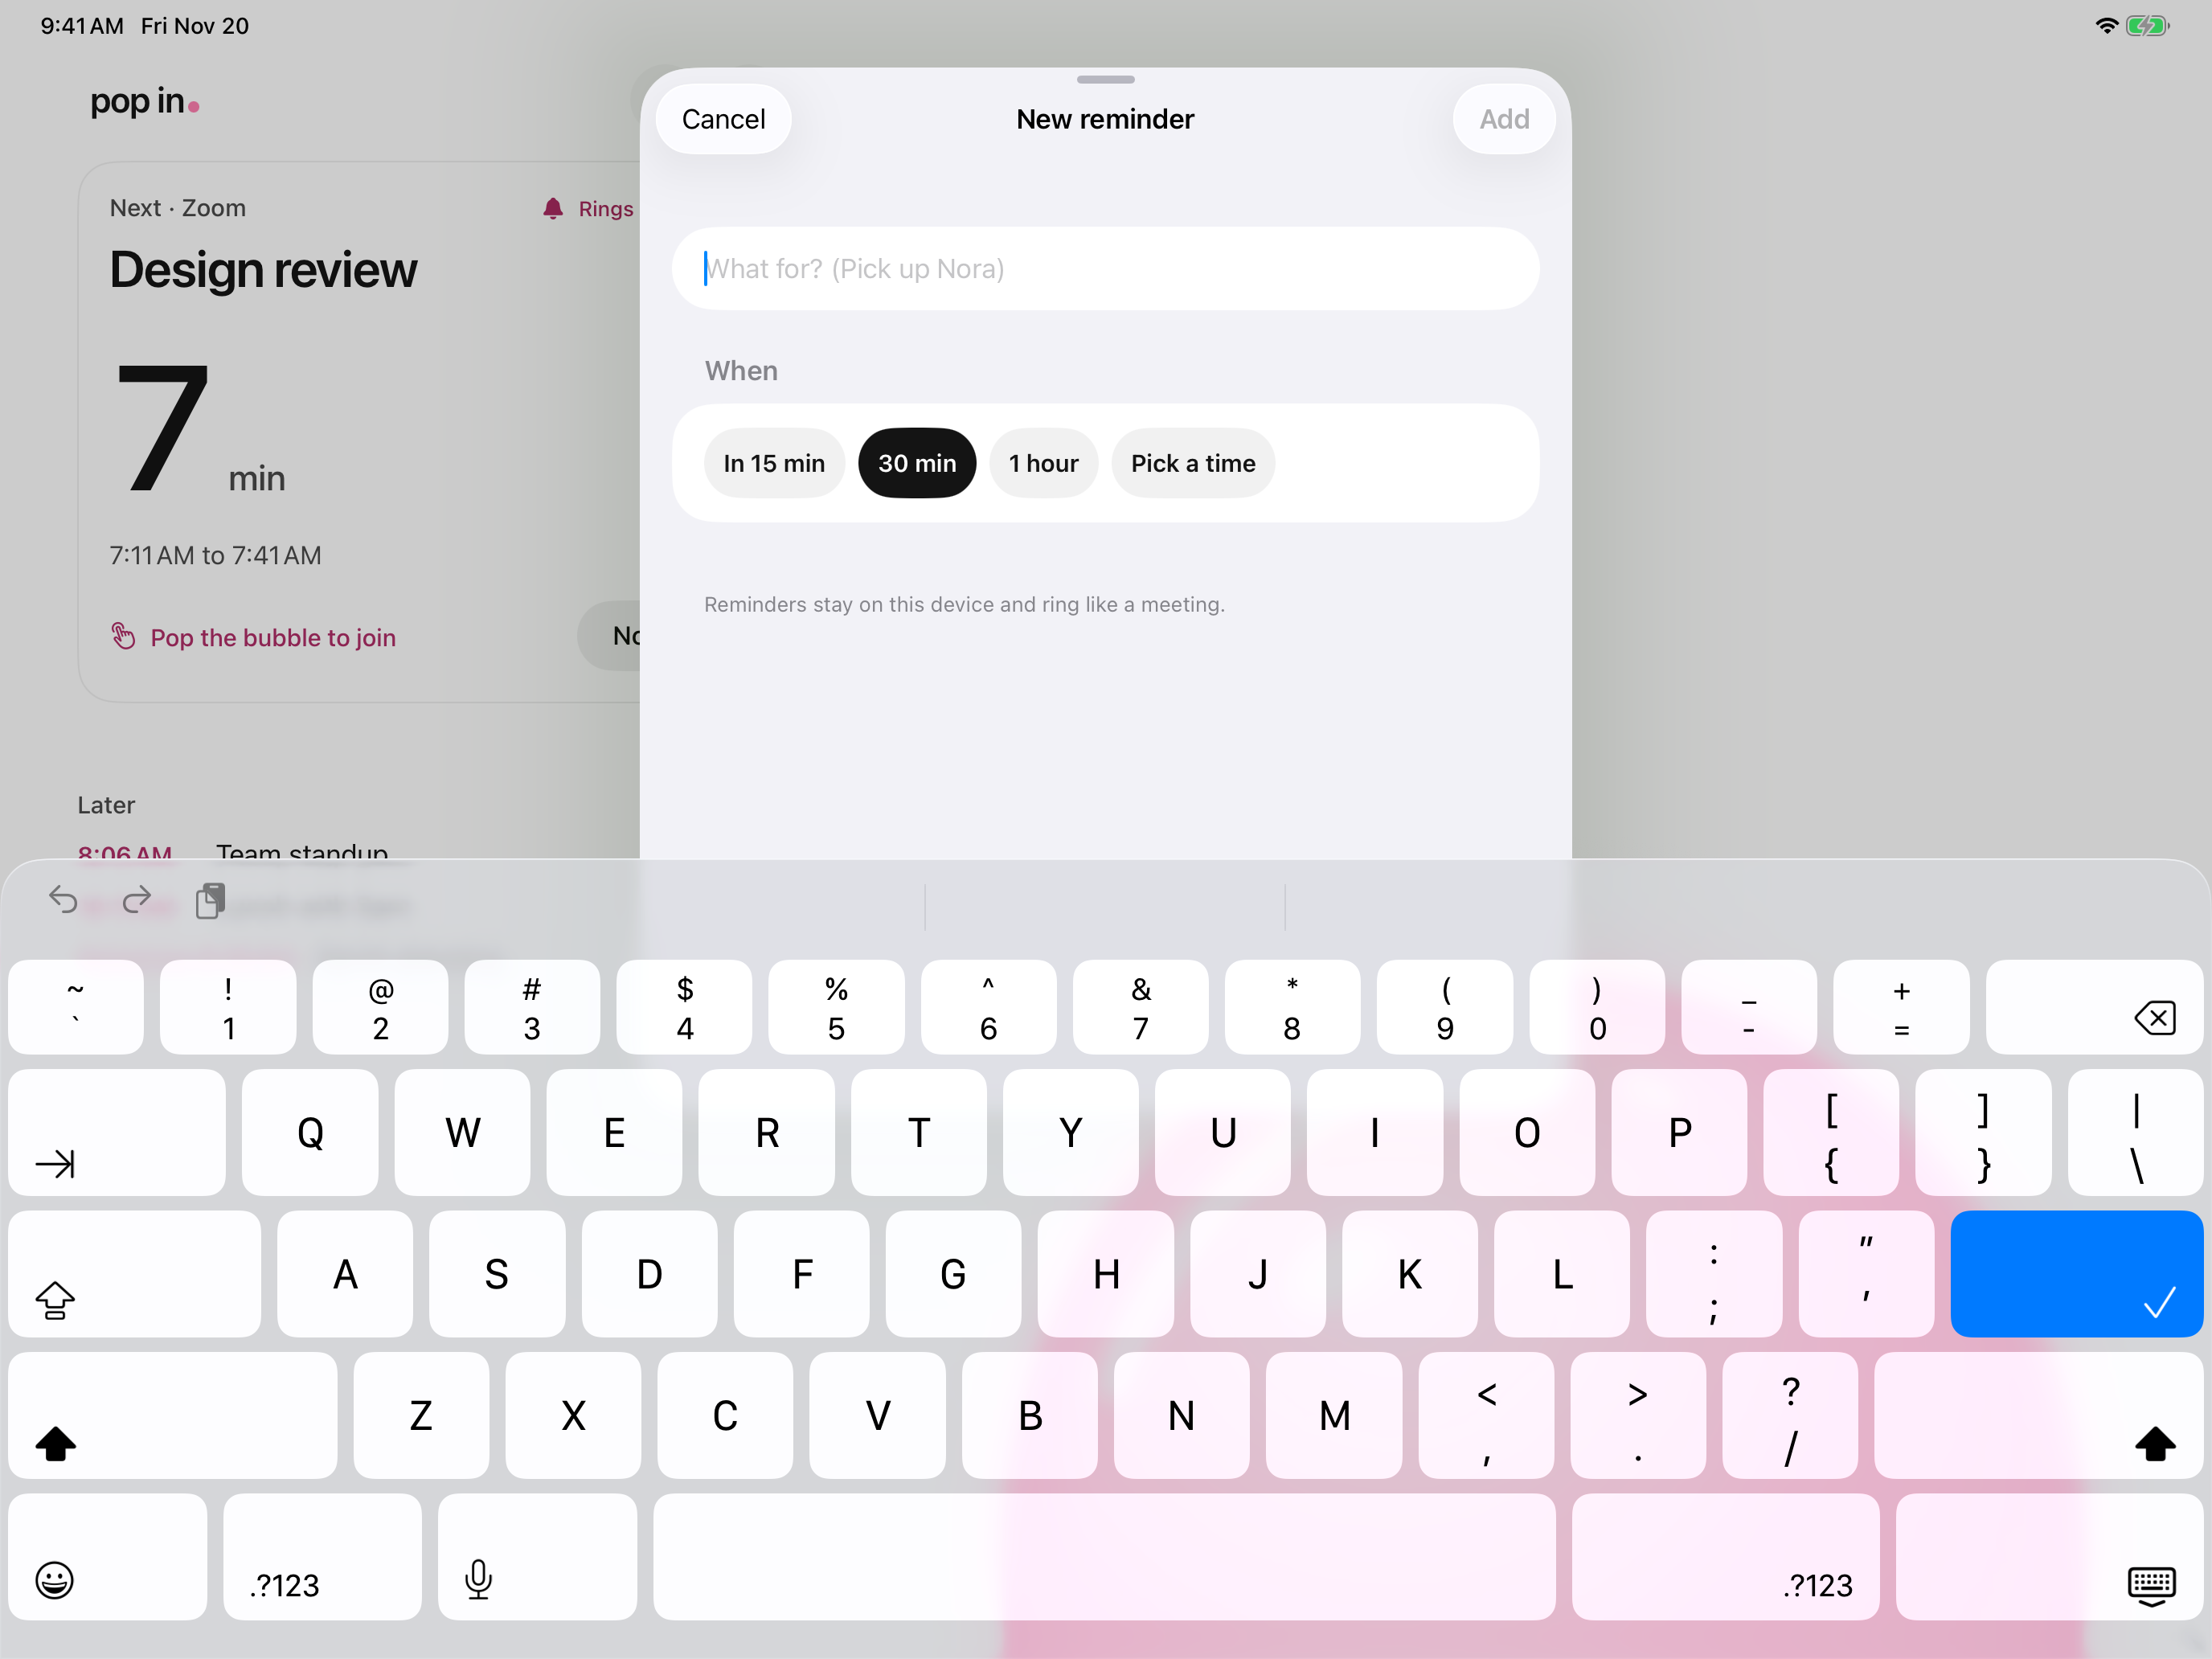 9:41 AM Fri Nov 20
pop in
Cancel
New reminder
Add
Next · Zoom
Rings
Design review
7 min
7:11 AM to 7:41 AM
Pop the bubble to join
What for? (Pick up Nora)
When
In 15 min
30 min
1 hour
Pick a time
Reminders stay on this device and ring like a meeting.
Later
8:06 AM Team standup
~ ! @ # $ % ^ & * ( ) _ +
` 1 2 3 4 5 6 7 8 9 0 - =
Q W E R T Y U I O P [ ] |
{ } \
A S D F G H J K L : "
; '
Z X C V B N M < > ?
, . /
.?123
.?123